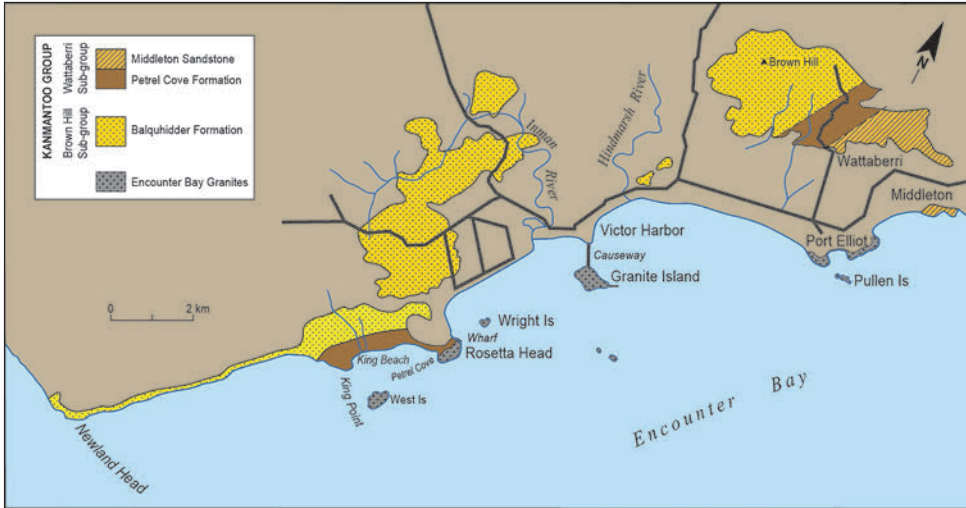 KANMANTOO GROUP
Wattaberri
Sub-group
Middleton Sandstone
Petrel Cove Formation
Brown Hill
Sub-group
Balquhidder Formation
Encounter Bay Granites
Brown Hill
N
Inman
River
Hindmarsh River
Wattaberri
Middleton
Victor Harbor
Port Elliot
Causeway
Granite Island
Pullen Is
0 2 km
Wright Is
Wharf
Rosetta Head
King Beach
Petrel Cove
King Point
West Is
Encounter Bay
Newland Head